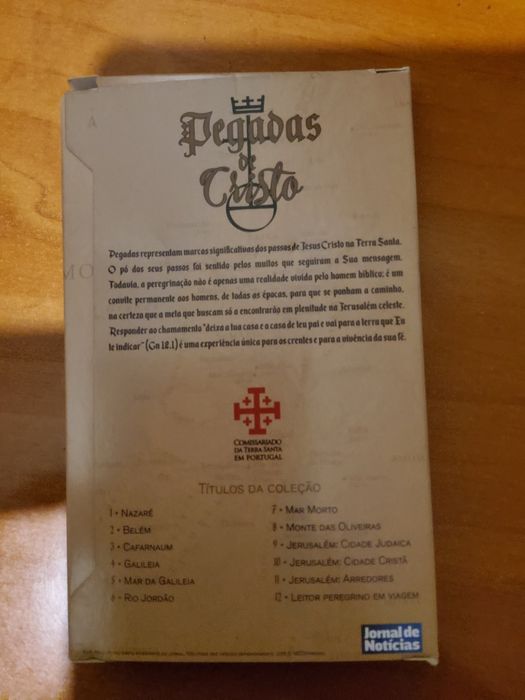 Pegadas
de
Cristo
Pegadas representam marcas significativas dos passos de Jesus Cristo na Terra Santa.
O pó dos seus passos foi sentido pelos muitos que seguiram a Sua mensagem.
Todavia, a peregrinação não é apenas uma realidade vivida pelo homem bíblico; é um
convite permanente aos homens, de todas as épocas, para que se ponham a caminho,
na certeza que a meta que buscam só a encontrarão em plenitude na Jerusalém celeste.
Responder ao chamamento "deixa a tua casa e a casa de teu pai e vai para a terra que Eu
te indicar" (Gn 12,1) é uma experiência única para os crentes e para a vivência da sua fé.
COMISSARIADO
DA TERRA SANTA
EM PORTUGAL
TÍTULOS DA COLEÇÃO
1 • NAZARÉ
2 • BELÉM
3 • CAFARNAUM
4 • GALILEIA
5 • MAR DA GALILEIA
6 • RIO JORDÃO
7 • MAR MORTO
8 • MONTE DAS OLIVEIRAS
9 • JERUSALÉM: CIDADE JUDAICA
10 • JERUSALÉM: CIDADE CRISTÃ
11 • JERUSALÉM: ARREDORES
12 • LEITOR PEREGRINO EM VIAGEM
Jornal de
Notícias